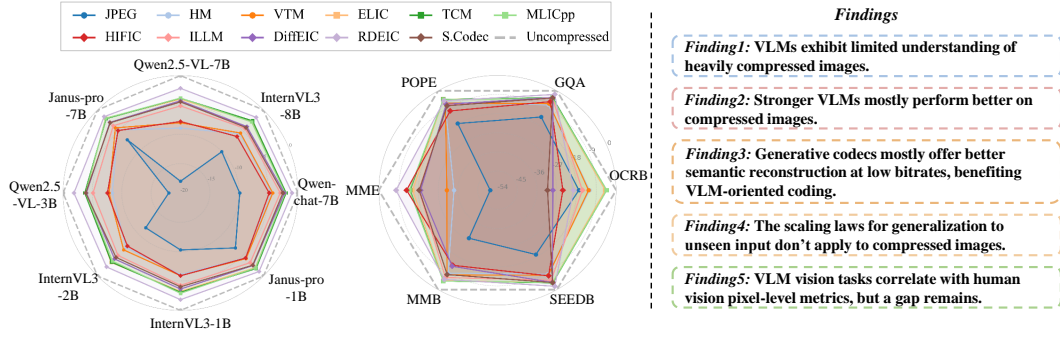 JPEG HM VTM ELIC TCM MLICpp
HIFIC ILLM DiffEIC RDEIC S.Codec Uncompressed
Qwen2.5-VL-7B
Janus-pro
-7B
InternVL3
-8B
Qwen2.5
-VL-3B
Qwen-
chat-7B
InternVL3
-2B
Janus-pro
-1B
InternVL3-1B
0
POPE
GQA
MME
OCRB
MMB
SEEDB
-54
-45
-36
0
Findings
Finding1: VLMs exhibit limited understanding of
heavily compressed images.
Finding2: Stronger VLMs mostly perform better on
compressed images.
Finding3: Generative codecs mostly offer better
semantic reconstruction at low bitrates, benefiting
VLM-oriented coding.
Finding4: The scaling laws for generalization to
unseen input don't apply to compressed images.
Finding5: VLM vision tasks correlate with human
vision pixel-level metrics, but a gap remains.